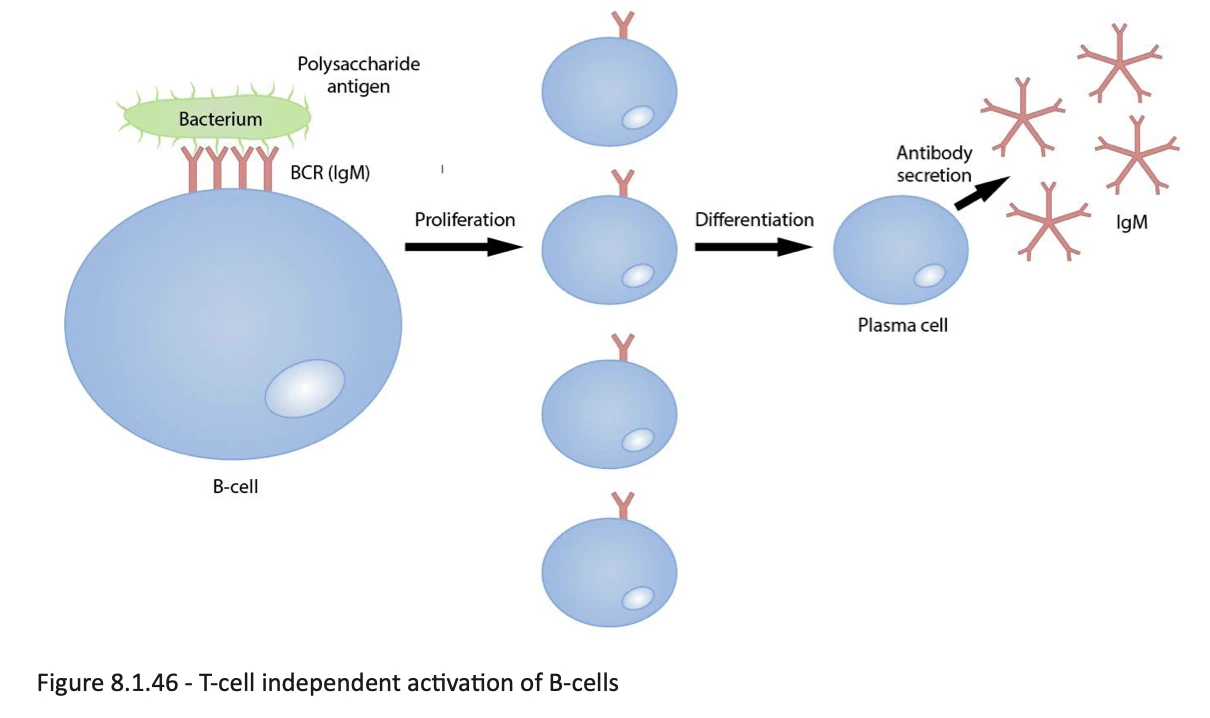 Polysaccharide
antigen
Bacterium
BCR (IgM)
B-cell
Proliferation
Differentiation
Plasma cell
Antibody
secretion
IgM
Figure 8.1.46 - T-cell independent activation of B-cells